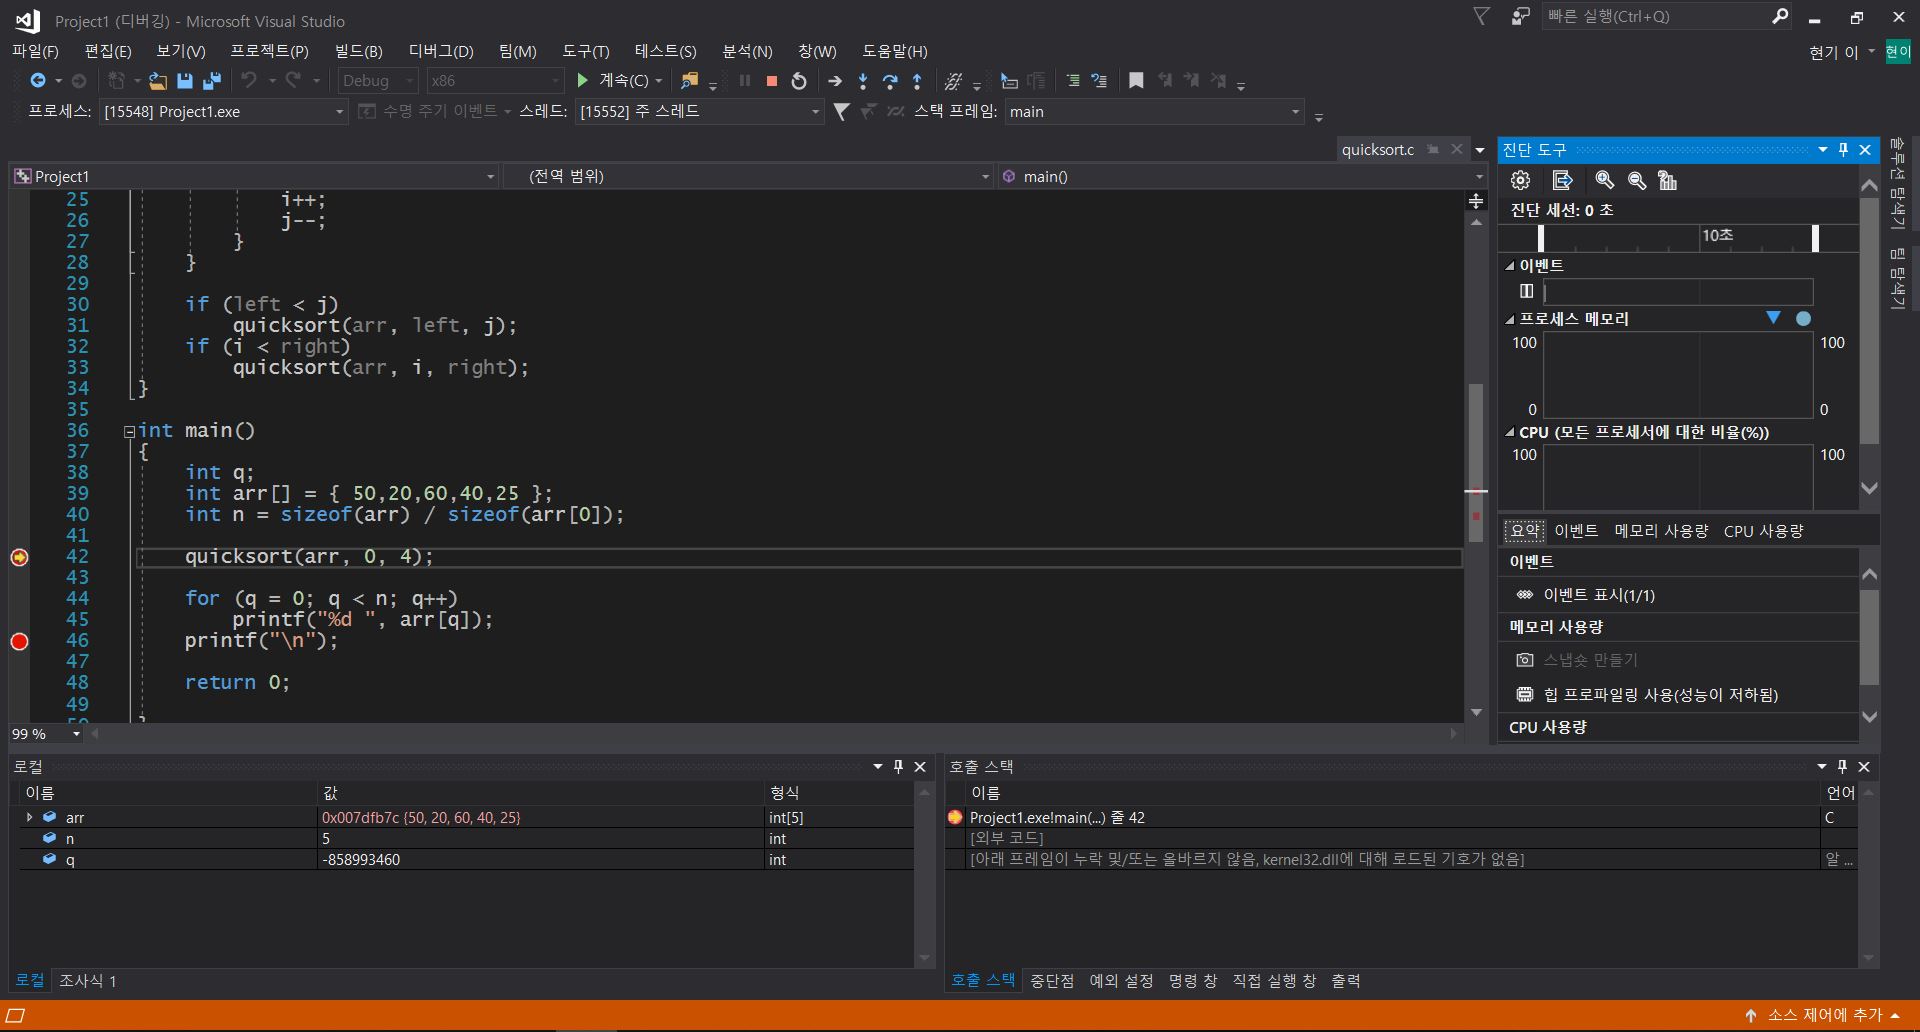 Project1 (디버깅) - Microsoft Visual Studio
빠른 실행(Ctrl+Q)
파일(F) 편집(E) 보기(V) 프로젝트(P) 빌드(B) 디버그(D) 팀(M) 도구(T) 테스트(S) 분석(N) 창(W) 도움말(H)
현기 이 현이
Debug x86 계속(C)
프로세스: [15548] Project1.exe 수명 주기 이벤트 스레드: [15552] 주 스레드 스택 프레임: main
quicksort.c
Project1 (전역 범위) main()
25 i++;
26 j--;
27 }
28 }
29
30 if (left < j)
31 quicksort(arr, left, j);
32 if (i < right)
33 quicksort(arr, i, right);
34 }
35
36 int main()
37 {
38 int q;
39 int arr[] = { 50,20,60,40,25 };
40 int n = sizeof(arr) / sizeof(arr[0]);
41
42 quicksort(arr, 0, 4);
43
44 for (q = 0; q < n; q++)
45 printf("%d ", arr[q]);
46 printf("\n");
47
48 return 0;
49
99 %
진단 도구
진단 세션: 0 초
10초
이벤트
프로세스 메모리
100 100
0 0
CPU (모든 프로세서에 대한 비율(%))
100 100
요약 이벤트 메모리 사용량 CPU 사용량
이벤트
이벤트 표시(1/1)
메모리 사용량
스냅숏 만들기
힙 프로파일링 사용(성능이 저하됨)
CPU 사용량
솔루션 탐색기
팀 탐색기
로컬
이름 값 형식
arr 0x007dfb7c {50, 20, 60, 40, 25} int[5]
n 5 int
q -858993460 int
로컬 조사식 1
호출 스택
이름 언어
Project1.exe!main(...) 줄 42 C
[외부 코드]
[아래 프레임이 누락 및/또는 올바르지 않음, kernel32.dll에 대해 로드된 기호가 없음] 알 ...
호출 스택 중단점 예외 설정 명령 창 직접 실행 창 출력
소스 제어에 추가